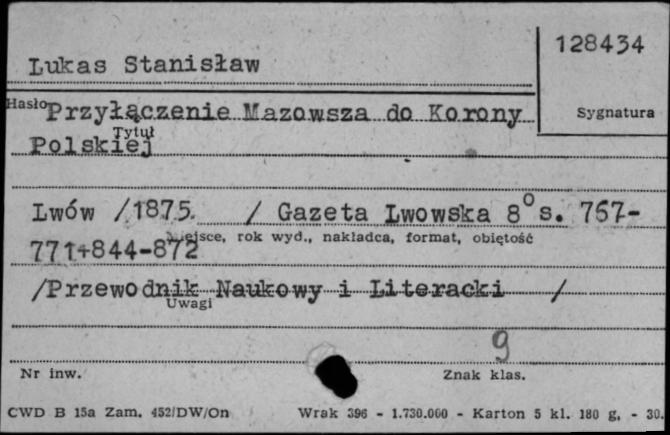 128434
Lukas Stanisław
Hasło Przyłączenie Mazowsza do Korony Sygnatura
Tytuł
Polskiej
Lwów /1875. / Gazeta Lwowska 8° s. 767-
Miejsce, rok wyd., nakładca, format, objętość
771+844-872
/Przewodnik Naukowy i Literacki /
Uwagi
9
Nr inw. Znak klas.
CWD B 15a Zam. 452/DW/On Wrak 396 - 1.730.000 - Karton 5 kl. 180 g. - 30.